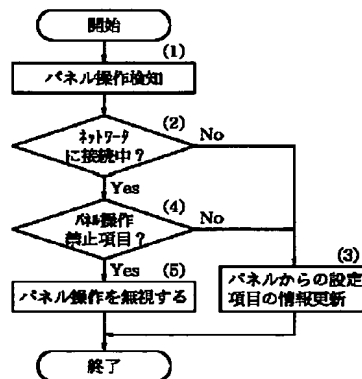 開始
(1)
パネル操作検知
(2)
ネットワークに
に接続中?
No
Yes
(4)
パネル操作
禁止項目?
No
Yes
(5)
パネル操作を無視する
(3)
パネルからの設定
項目の情報更新
終了